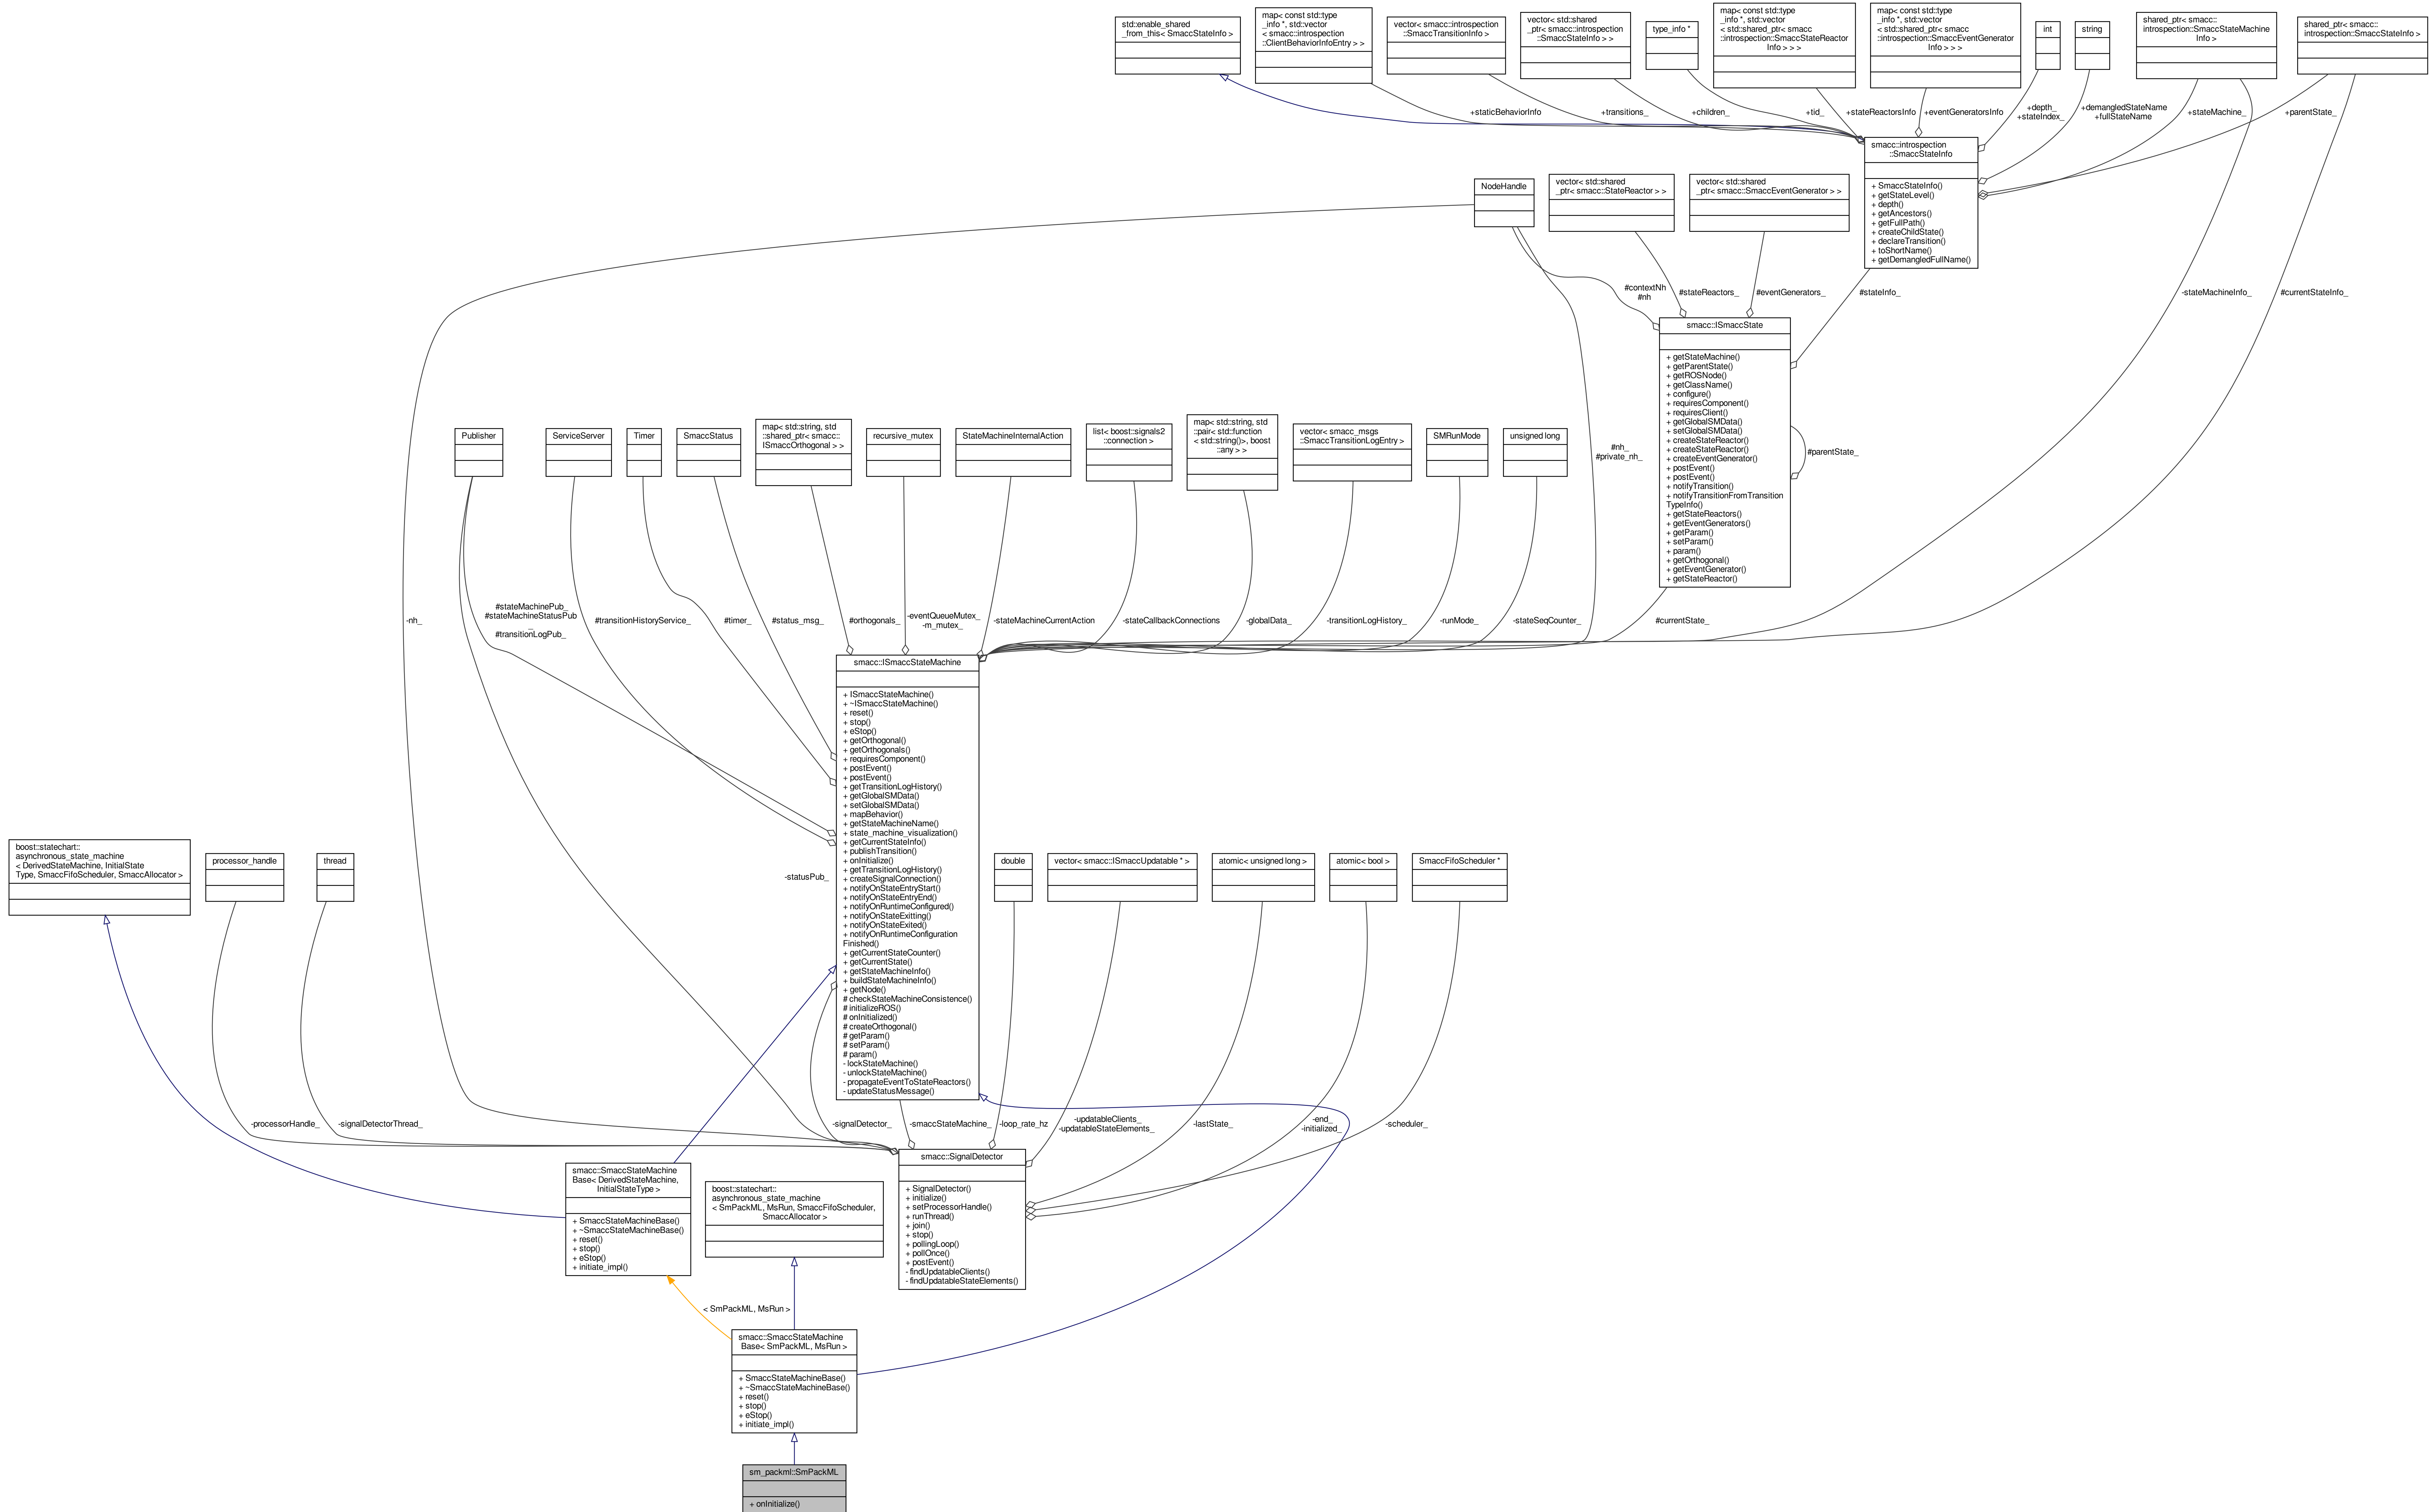 std::enable_shared
_from_this< SmaccStateInfo >
map< const std::type
_info *, std::vector
< smacc::introspection
::ClientBehaviorInfoEntry > >
vector< smacc::introspection
::SmaccTransitionInfo >
vector< std::shared
_ptr< smacc::introspection
::SmaccStateInfo > >
type_info *
map< const std::type
_info *, std::vector
< std::shared_ptr< smacc
::introspection::SmaccStateReactor
Info > > >
map< const std::type
_info *, std::vector
< std::shared_ptr< smacc
::introspection::SmaccEventGenerator
Info > > >
int
string
shared_ptr< smacc::
introspection::SmaccStateMachine
Info >
shared_ptr< smacc::
introspection::SmaccStateInfo >
+staticBehaviorInfo
+transitions_
+children_
+tid_
+stateReactorsInfo
+eventGeneratorsInfo
+depth_
+stateIndex_
+demangledStateName
+fullStateName
+stateMachine_
+parentState_
smacc::introspection
::SmaccStateInfo
+ SmaccStateInfo()
+ getStateLevel()
+ depth()
+ getAncestors()
+ getFullPath()
+ createChildState()
+ declareTransition()
+ toShortName()
+ getDemangledFullName()
NodeHandle
vector< std::shared
_ptr< smacc::StateReactor > >
vector< std::shared
_ptr< smacc::SmaccEventGenerator > >
#contextNh
#nh
#stateReactors_
#eventGenerators_
#stateInfo_
-stateMachineInfo_
#currentStateInfo_
smacc::ISmaccState
+ getStateMachine()
+ getParentState()
+ getROSNode()
+ getClassName()
+ configure()
+ requiresComponent()
+ requiresClient()
+ getGlobalSMData()
+ setGlobalSMData()
+ createStateReactor()
+ createStateReactor()
+ createEventGenerator()
+ postEvent()
+ postEvent()
+ notifyTransition()
+ notifyTransitionFromTransition
TypeInfo()
+ getStateReactors()
+ getEventGenerators()
+ getParam()
+ setParam()
+ param()
+ getOrthogonal()
+ getEventGenerator()
+ getStateReactor()
#parentState_
Publisher
ServiceServer
Timer
SmaccStatus
map< std::string, std
::shared_ptr< smacc::
ISmaccOrthogonal > >
recursive_mutex
StateMachineInternalAction
list< boost::signals2
::connection >
map< std::string, std
::pair< std::function
< std::string()>, boost
::any > >
vector< smacc_msgs
::SmaccTransitionLogEntry >
SMRunMode
unsigned long
#nh_
#private_nh_
-nh_
#stateMachinePub_
#stateMachineStatusPub
_
#transitionLogPub_
#transitionHistoryService_
#timer_
#status_msg_
#orthogonals_
-eventQueueMutex_
-m_mutex_
-stateMachineCurrentAction
-stateCallbackConnections
-globalData_
-transitionLogHistory_
-runMode_
-stateSeqCounter_
#currentState_
smacc::ISmaccStateMachine
+ ISmaccStateMachine()
+ ~ISmaccStateMachine()
+ reset()
+ stop()
+ eStop()
+ getOrthogonal()
+ getOrthogonals()
+ requiresComponent()
+ postEvent()
+ postEvent()
+ getTransitionLogHistory()
+ getGlobalSMData()
+ setGlobalSMData()
+ mapBehavior()
+ getStateMachineName()
+ state_machine_visualization()
+ getCurrentStateInfo()
+ publishTransition()
+ onInitialize()
+ getTransitionLogHistory()
+ createSignalConnection()
+ notifyOnStateEntryStart()
+ notifyOnStateEntryEnd()
+ notifyOnRuntimeConfigured()
+ notifyOnStateExitting()
+ notifyOnStateExited()
+ notifyOnRuntimeConfiguration
Finished()
+ getCurrentStateCounter()
+ getCurrentState()
+ getStateMachineInfo()
+ buildStateMachineInfo()
+ getNode()
# checkStateMachineConsistence()
# initializeROS()
# onInitialized()
# createOrthogonal()
# getParam()
# setParam()
# param()
- lockStateMachine()
- unlockStateMachine()
- propagateEventToStateReactors()
- updateStatusMessage()
boost::statechart::
asynchronous_state_machine
< DerivedStateMachine, InitialState
Type, SmaccFifoScheduler, SmaccAllocator >
processor_handle
thread
-statusPub_
double
vector< smacc::ISmaccUpdatable * >
atomic< unsigned long >
atomic< bool >
SmaccFifoScheduler *
-processorHandle_
-signalDetectorThread_
-signalDetector_
-smaccStateMachine_
-loop_rate_hz
-updatableClients_
-updatableStateElements_
-lastState_
-end_
-initialized_
-scheduler_
smacc::SignalDetector
+ SignalDetector()
+ initialize()
+ setProcessorHandle()
+ runThread()
+ join()
+ stop()
+ pollingLoop()
+ pollOnce()
+ postEvent()
- findUpdatableClients()
- findUpdatableStateElements()
smacc::SmaccStateMachine
Base< DerivedStateMachine,
InitialStateType >
+ SmaccStateMachineBase()
+ ~SmaccStateMachineBase()
+ reset()
+ stop()
+ eStop()
+ initiate_impl()
boost::statechart::
asynchronous_state_machine
< SmPackML, MsRun, SmaccFifoScheduler,
SmaccAllocator >
< SmPackML, MsRun >
smacc::SmaccStateMachine
Base< SmPackML, MsRun >
+ SmaccStateMachineBase()
+ ~SmaccStateMachineBase()
+ reset()
+ stop()
+ eStop()
+ initiate_impl()
sm_packml::SmPackML
+ onInitialize()